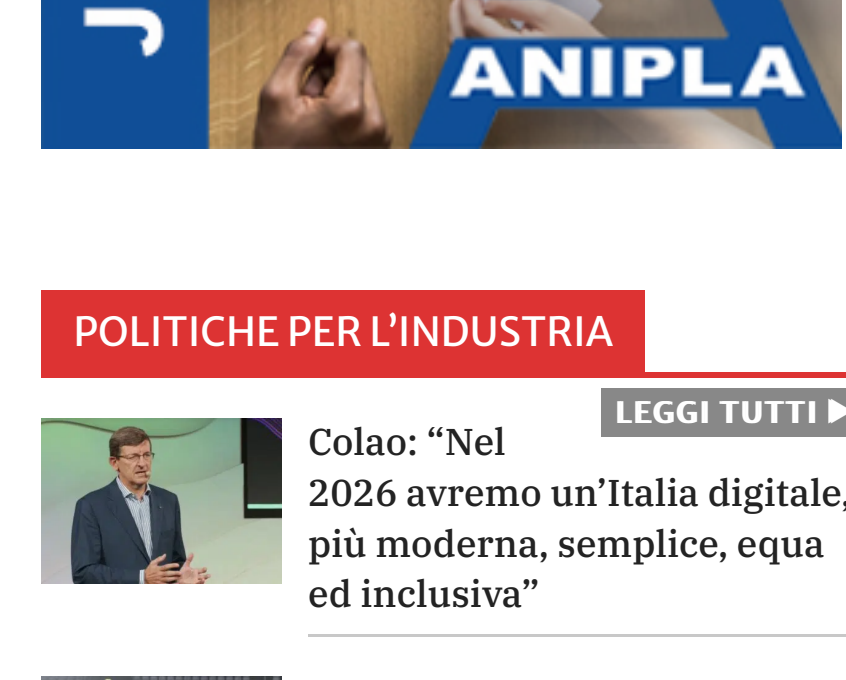 ANIPLA
POLITICHE PER L’INDUSTRIA
LEGGI TUTTI
Colao: “Nel
2026 avremo un’Italia digitale,
più moderna, semplice, equa
ed inclusiva”